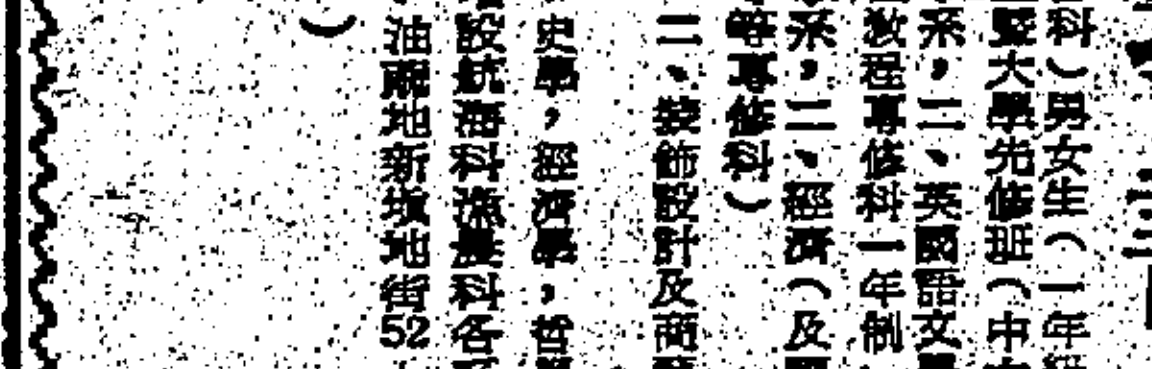 科）男女生（一年
暨大學先修班（中
系，二、英國語文
教程專修科一年制
系，二、經濟（及
等專修科）
二、裝飾設計及商
史學，經濟學，哲
設航海科漁撈科各
油蔴地新填地街52
）